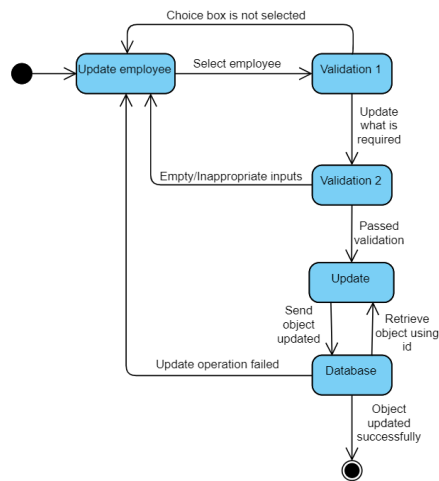 Choice box is not selected
Update employee
Select employee
Validation 1
Update
what is
required
Empty/Inappropriate inputs
Validation 2
Passed
validation
Update
Send
object
updated
Retrieve
object using
id
Update operation failed
Database
Object
updated
successfully